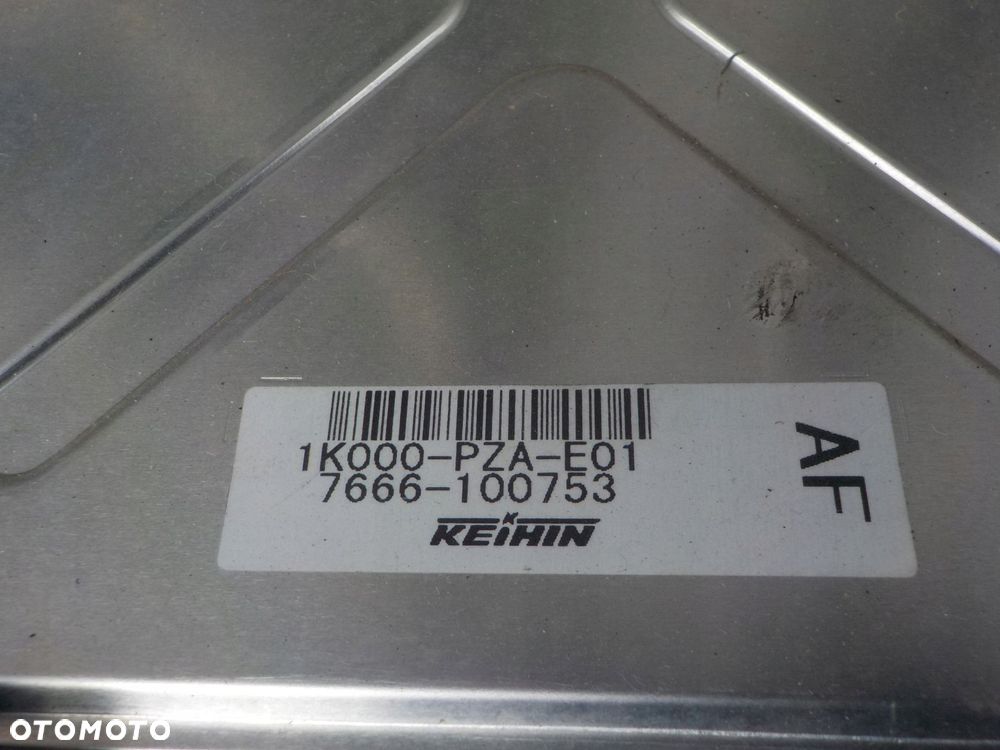 1K000-PZA-E01
7666-100753
KEIHIN
AF
OTOMOTO